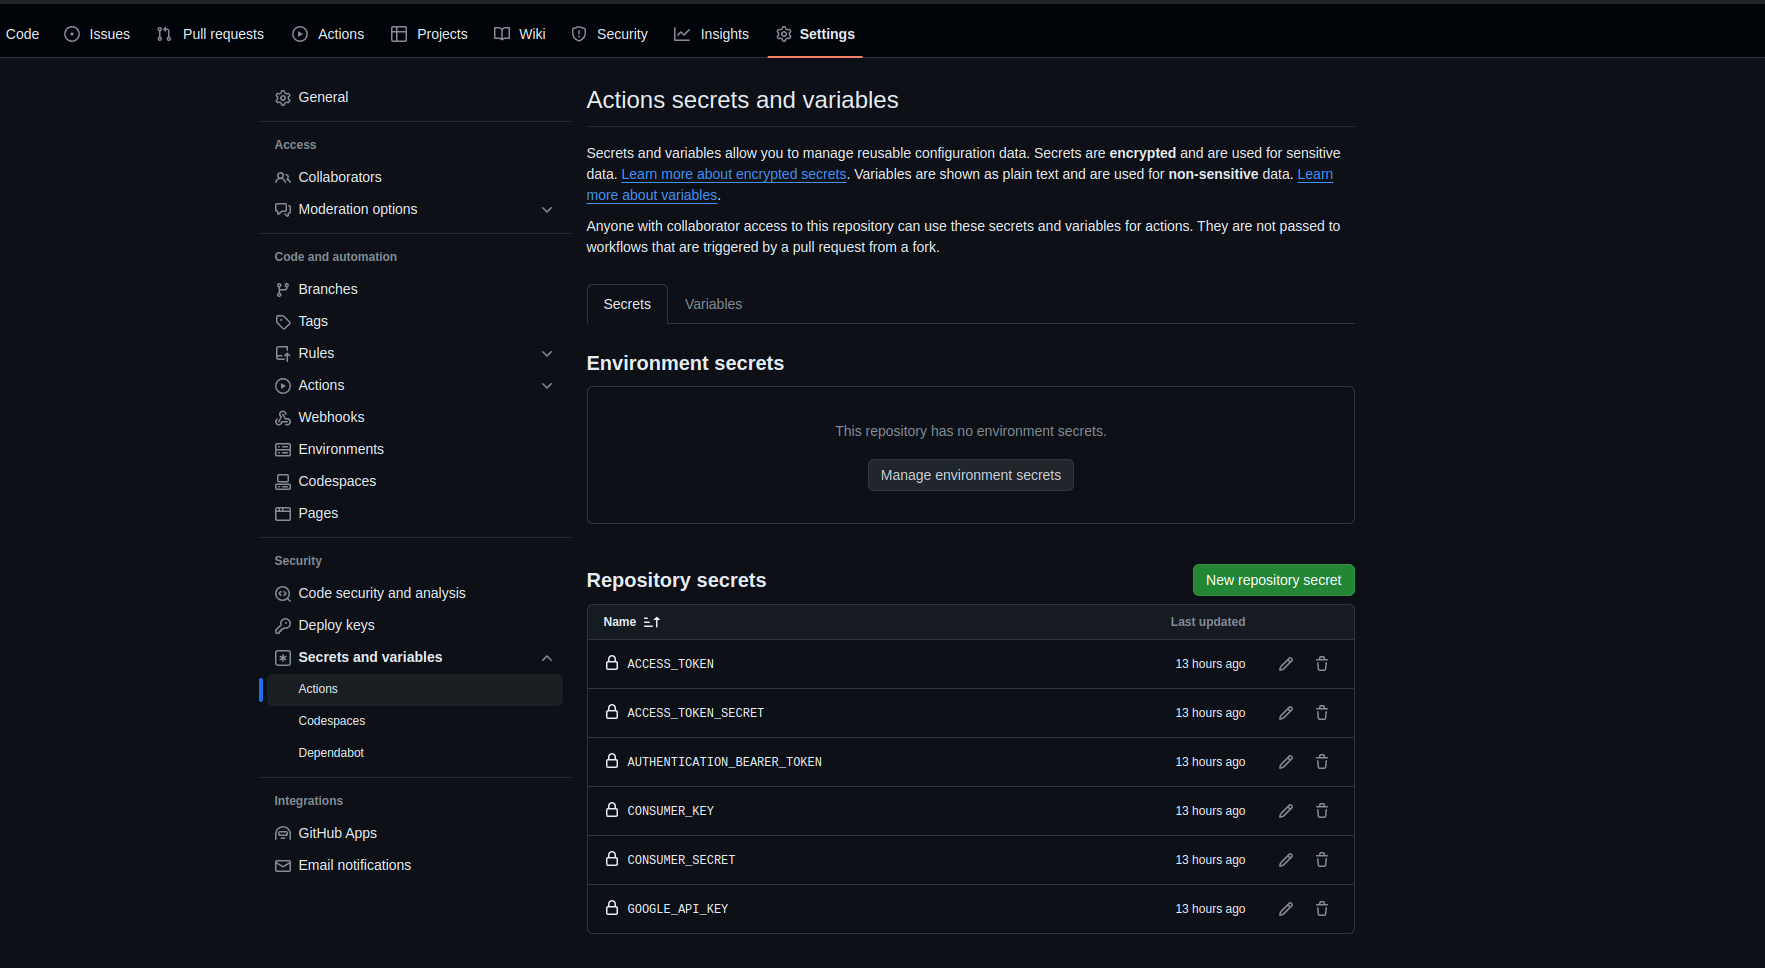 Code Issues Pull requests Actions Projects Wiki Security Insights Settings
General
Access
Collaborators
Moderation options
Code and automation
Branches
Tags
Rules
Actions
Webhooks
Environments
Codespaces
Pages
Security
Code security and analysis
Deploy keys
Secrets and variables
Actions
Codespaces
Dependabot
Integrations
GitHub Apps
Email notifications
Actions secrets and variables
Secrets and variables allow you to manage reusable configuration data. Secrets are encrypted and are used for sensitive
data. Learn more about encrypted secrets. Variables are shown as plain text and are used for non-sensitive data. Learn
more about variables.
Anyone with collaborator access to this repository can use these secrets and variables for actions. They are not passed to
workflows that are triggered by a pull request from a fork.
Secrets Variables
Environment secrets
This repository has no environment secrets.
Manage environment secrets
Repository secrets New repository secret
Name Last updated
ACCESS_TOKEN 13 hours ago
ACCESS_TOKEN_SECRET 13 hours ago
AUTHENTICATION_BEARER_TOKEN 13 hours ago
CONSUMER_KEY 13 hours ago
CONSUMER_SECRET 13 hours ago
GOOGLE_API_KEY 13 hours ago